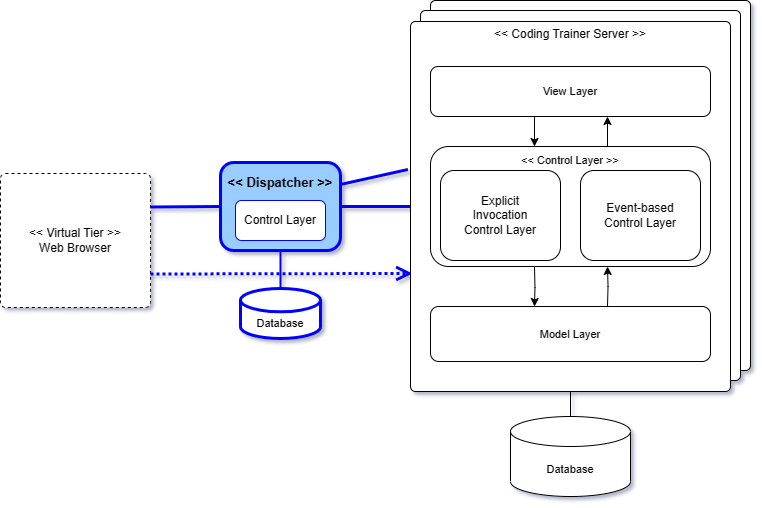 << Coding Trainer Server >>
View Layer
<< Control Layer >>
Explicit
Invocation
Control Layer
Event-based
Control Layer
Model Layer
Database
<< Dispatcher >>
Control Layer
Database
<< Virtual Tier >>
Web Browser